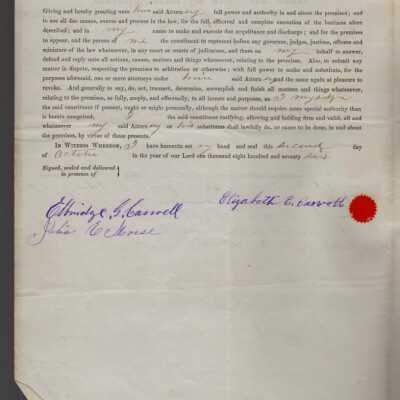 Giving and hereby granting unto him said Attorney full power and authority in and about the premises; and
to use all due means, course and process in the law, for the full, effectual and complete execution of the business afore
described; and in my name to make and execute due acquittance and discharge; and for the premises
to appear, and the person of me the constituent to represent before any governor, judges, justices, officers and
ministers of the law whatsoever, in any court or courts of judicature, and there on my behalf to answer,
defend and reply unto all actions, causes, matters and things whatsoever, relating to the premises. Also, to submit any
matter in dispute, respecting the premises to arbitration or otherwise; with full power to make and substitute, for the
purposes aforesaid, one or more attorneys under him said Attorney and the same again at pleasure to
revoke. And generally to say, do, act, transact, determine, accomplish and finish all matters and things whatsoever,
relating to the premises, as fully, amply, and effectually, to all intents and purposes, as I myself
the said constituent if present, ought or might personally, although the matter should require more special authority than
is herein comprised, I the said constituent ratifying, allowing and holding firm and valid, all and
whatsoever my said Attorney or his substitutes shall lawfully do, or cause to be done, in and about
the premises, by virtue of these presents.
In Witness Whereof, I have hereunto set my hand and seal this second day
of October in the year of our Lord one thousand eight hundred and seventy
Signed, sealed and delivered
in presence of
Elbridge G. Carwell
Elizabeth C. Carwell
Julia E. Morse